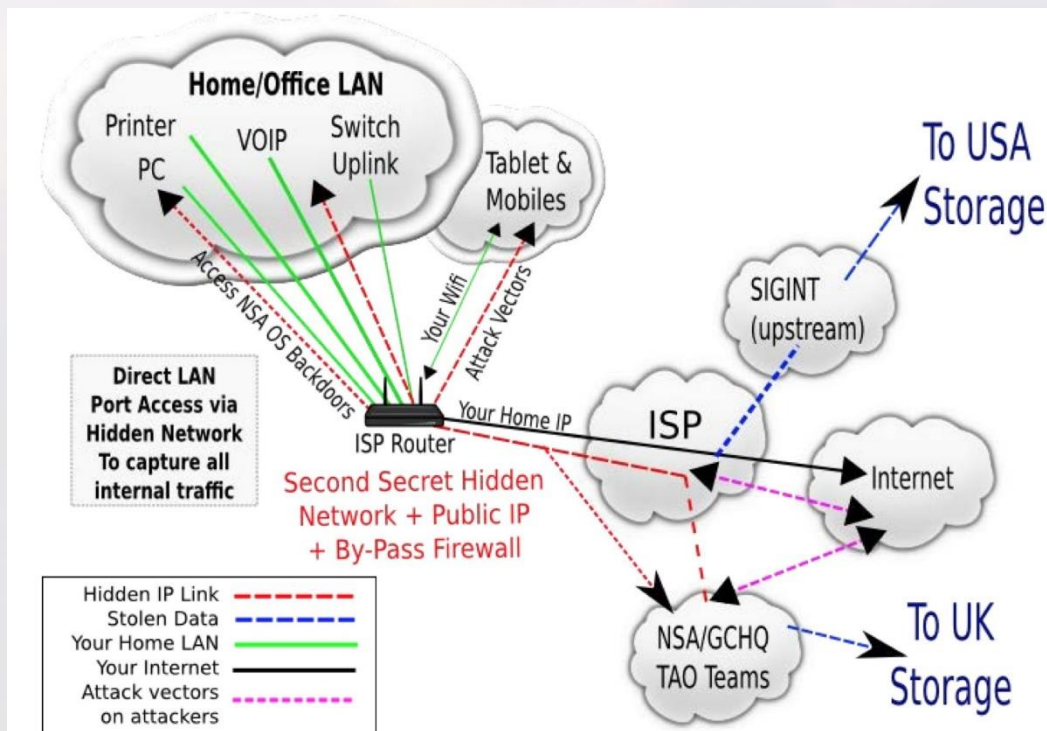 Home/Office LAN
Printer
VOIP
Switch
Uplink
PC
Tablet &
Mobiles
To USA
Storage
SIGINT
(upstream)
Access NSA OS Backdoors
Your Wifi
Attack Vectors
Direct LAN
Port Access via
Hidden Network
To capture all
internal traffic
ISP Router
Your Home IP
ISP
Internet
Second Secret Hidden
Network + Public IP
+ By-Pass Firewall
NSA/GCHQ
TAO Teams
To UK
Storage
Hidden IP Link
Stolen Data
Your Home LAN
Your Internet
Attack vectors
on attackers